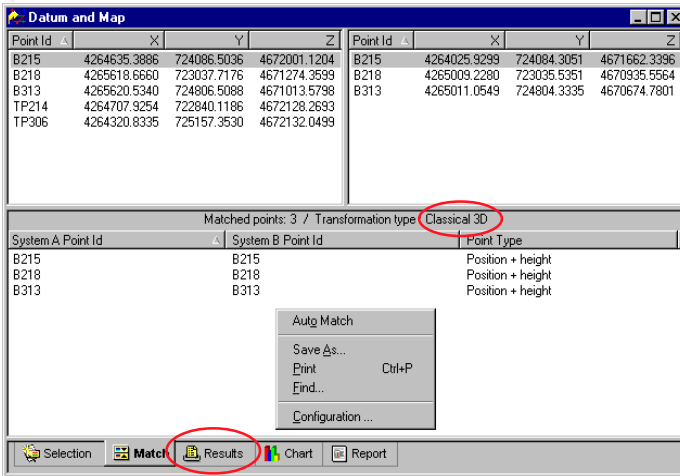 Datum and Map
Point Id X Y Z
B215 4264635.3886 724086.5036 4672001.1204
B218 4265618.6660 723037.7176 4671274.3599
B313 4265620.5340 724806.5088 4671013.5798
TP214 4264707.9254 722840.1186 4672128.2693
TP306 4264320.8335 725157.3530 4672132.0499
Point Id X Y Z
B215 4264025.9299 724084.3051 4671662.3396
B218 4265009.2280 723035.5351 4670935.5564
B313 4265011.0549 724804.3335 4670674.7801
Matched points: 3 / Transformation type Classical 3D
System A Point Id System B Point Id Point Type
B215 B215 Position + height
B218 B218 Position + height
B313 B313 Position + height
Auto Match
Save As...
Print Ctrl+P
Find...
Configuration ...
Selection Match Results Chart Report